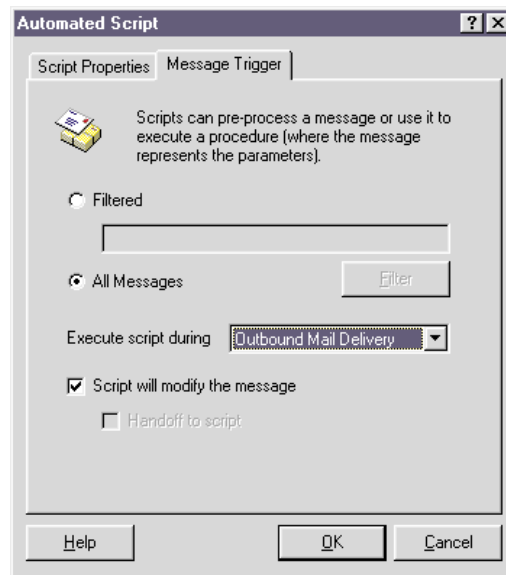 Automated Script
Script Properties Message Trigger
Scripts can pre-process a message or use it to
execute a procedure (where the message
represents the parameters).
Filtered
All Messages Filter
Execute script during Outbound Mail Delivery
Script will modify the message
Handoff to script
Help OK Cancel